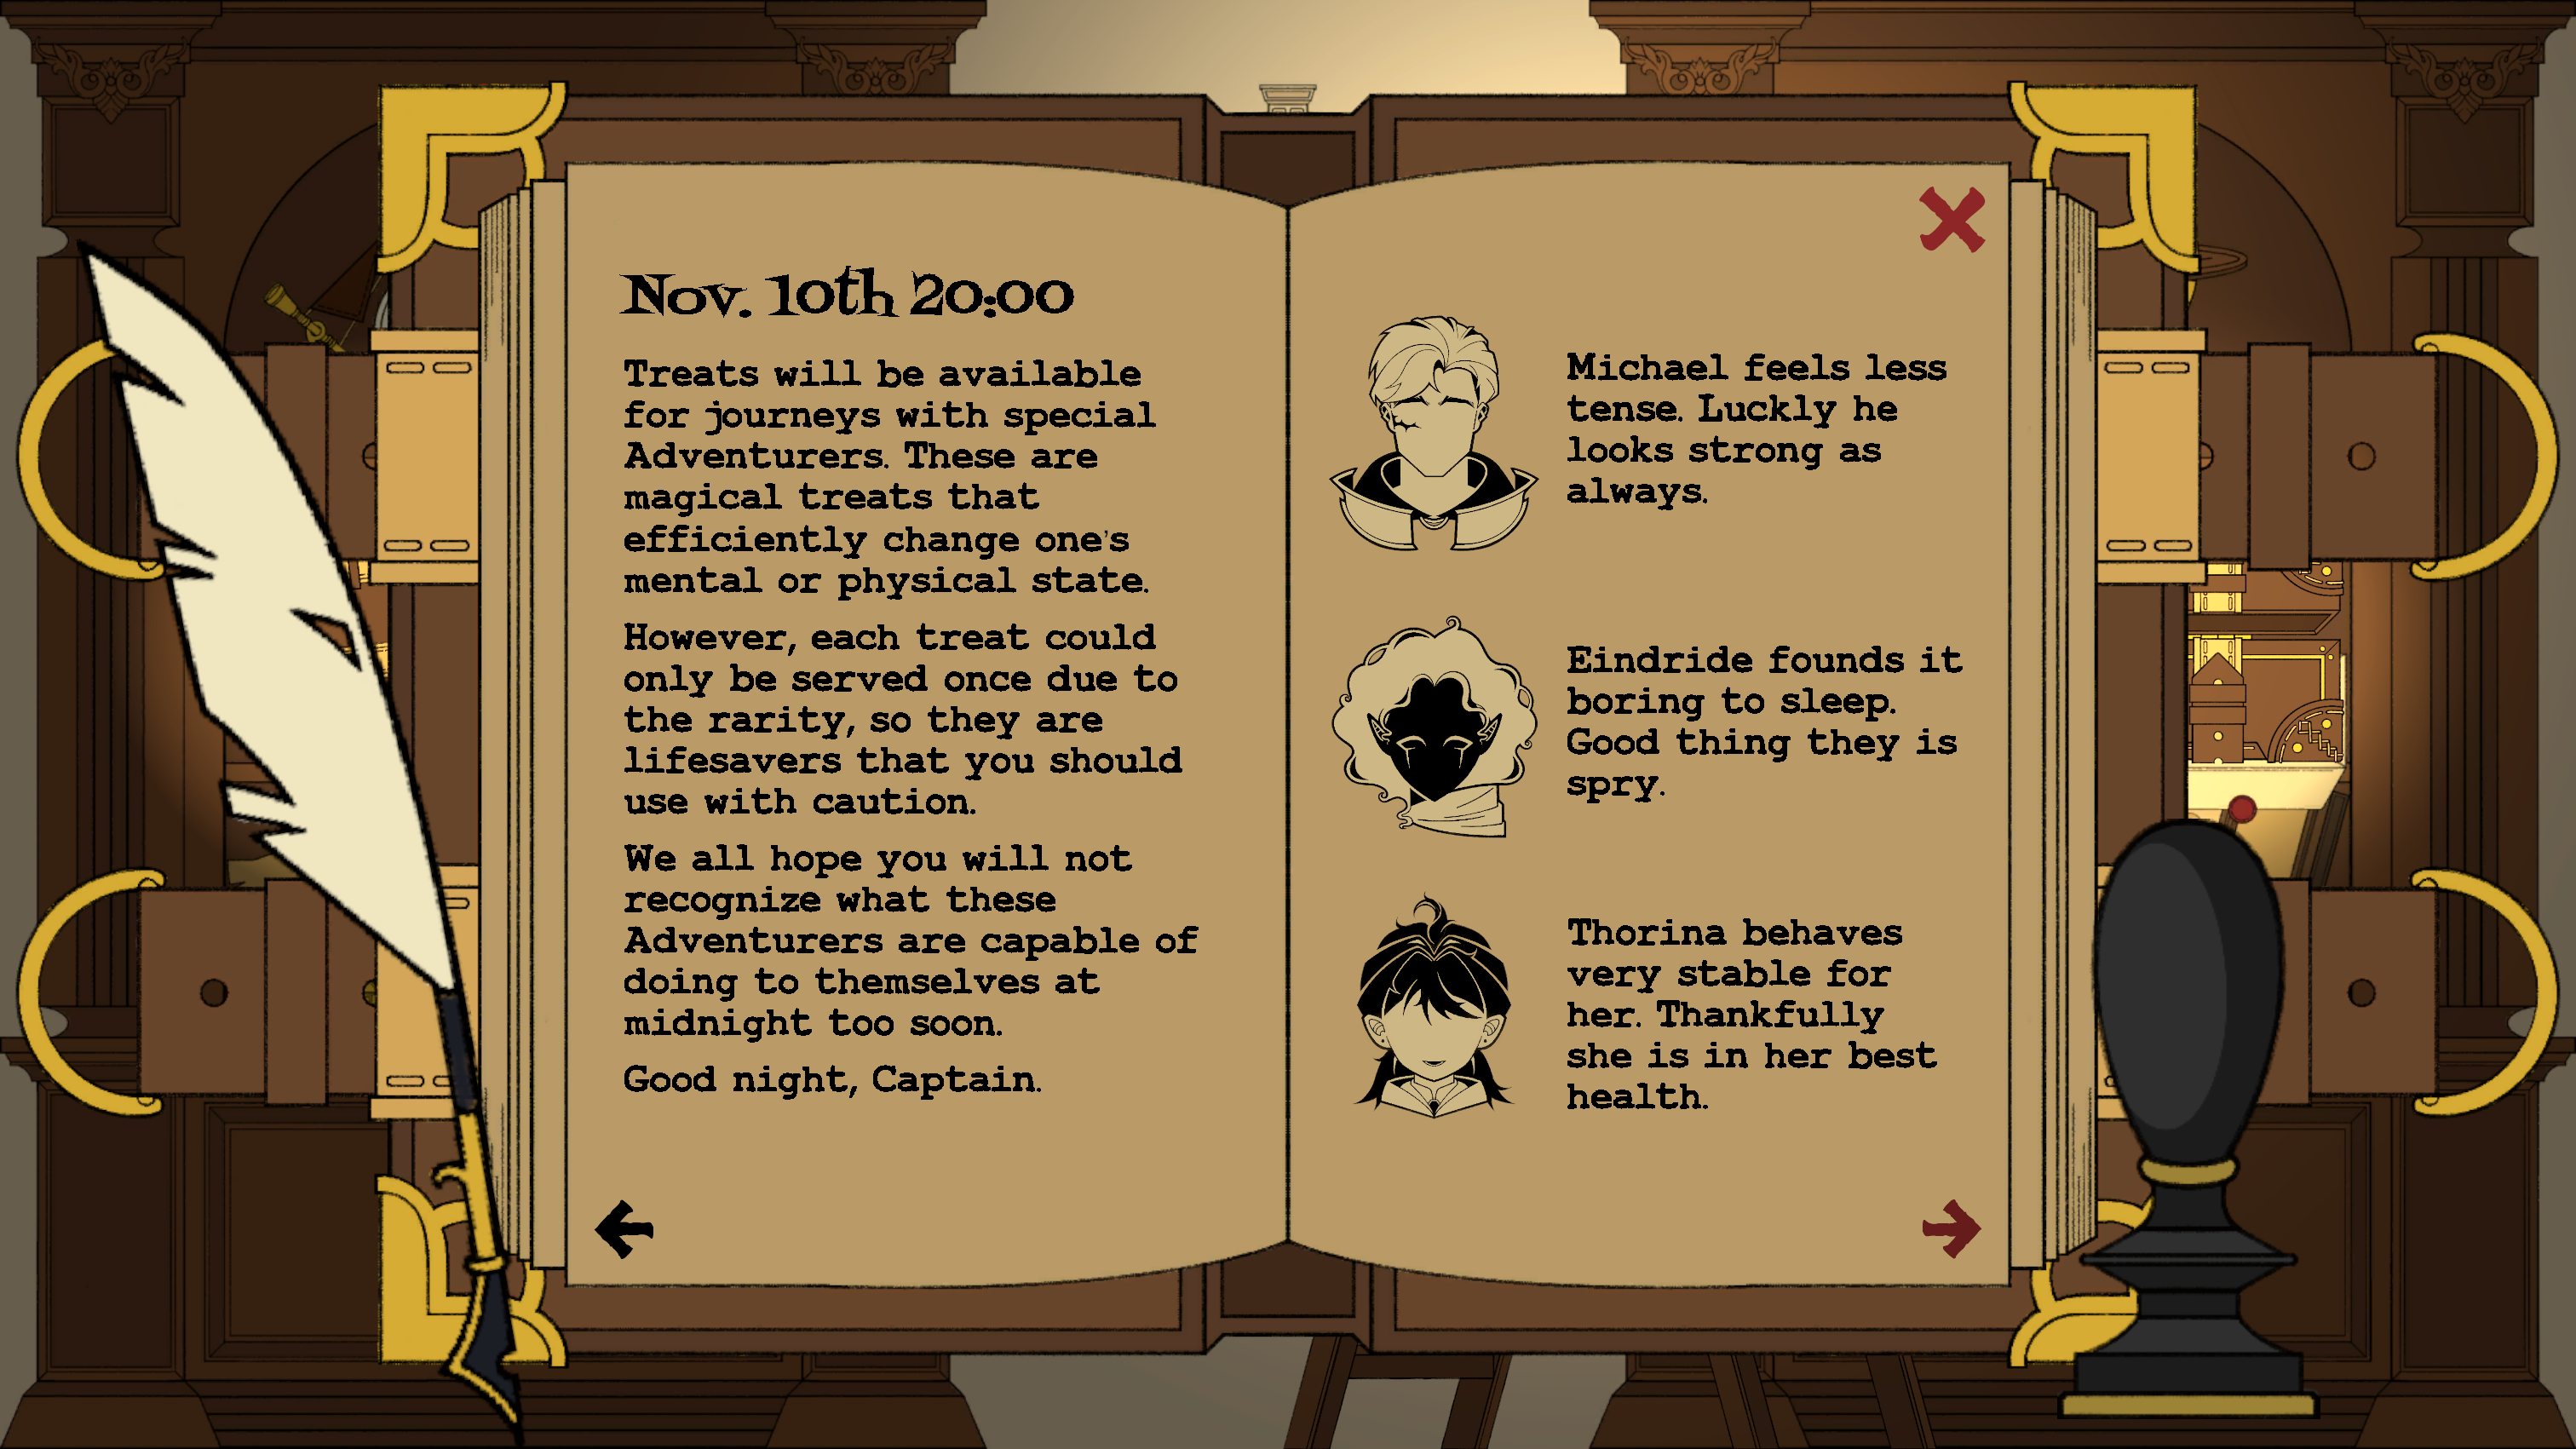 Nov. 10th 20:00
Treats will be available
for journeys with special
Adventurers. These are
magical treats that
efficiently change one's
mental or physical state.
However, each treat could
only be served once due to
the rarity, so they are
lifesavers that you should
use with caution.
We all hope you will not
recognize what these
Adventurers are capable of
doing to themselves at
midnight too soon.
Good night, Captain.
Michael feels less
tense. Luckly he
looks strong as
always.
Eindride founds it
boring to sleep.
Good thing they is
spry.
Thorina behaves
very stable for
her. Thankfully
she is in her best
health.